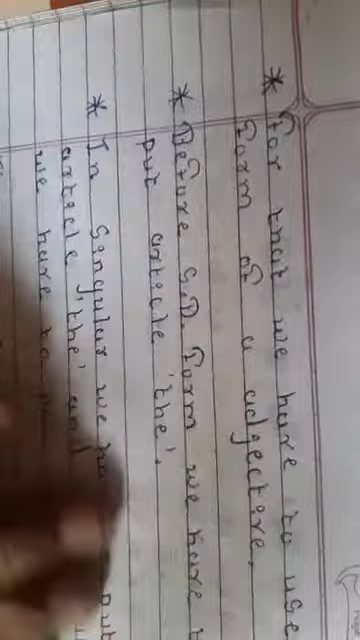 * For that we have to use
Form of a adjective.
* Before S.D. Form we have
put article 'the'.
* In singular we put
article 'the' and
we have to